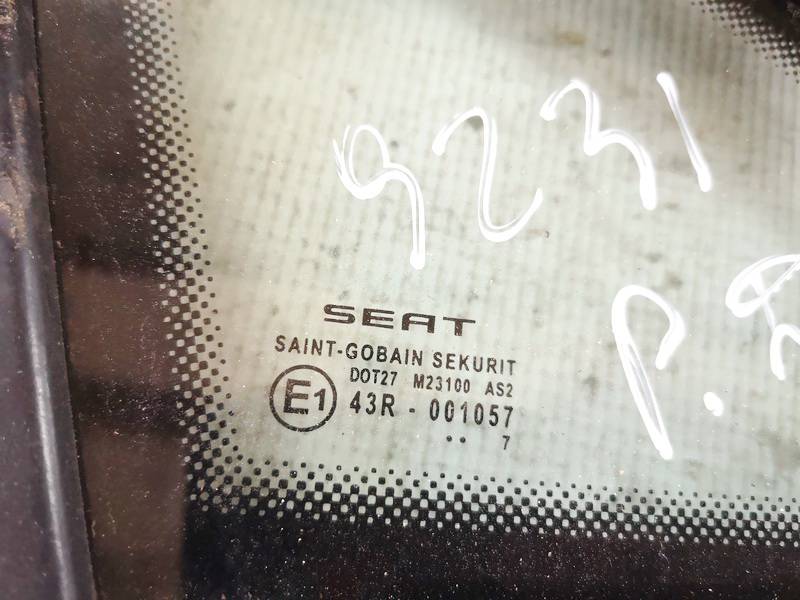 9231
P.
SEAT
SAINT-GOBAIN SEKURIT
DOT27 M23100 AS2
E1 43R - 001057
.. 7